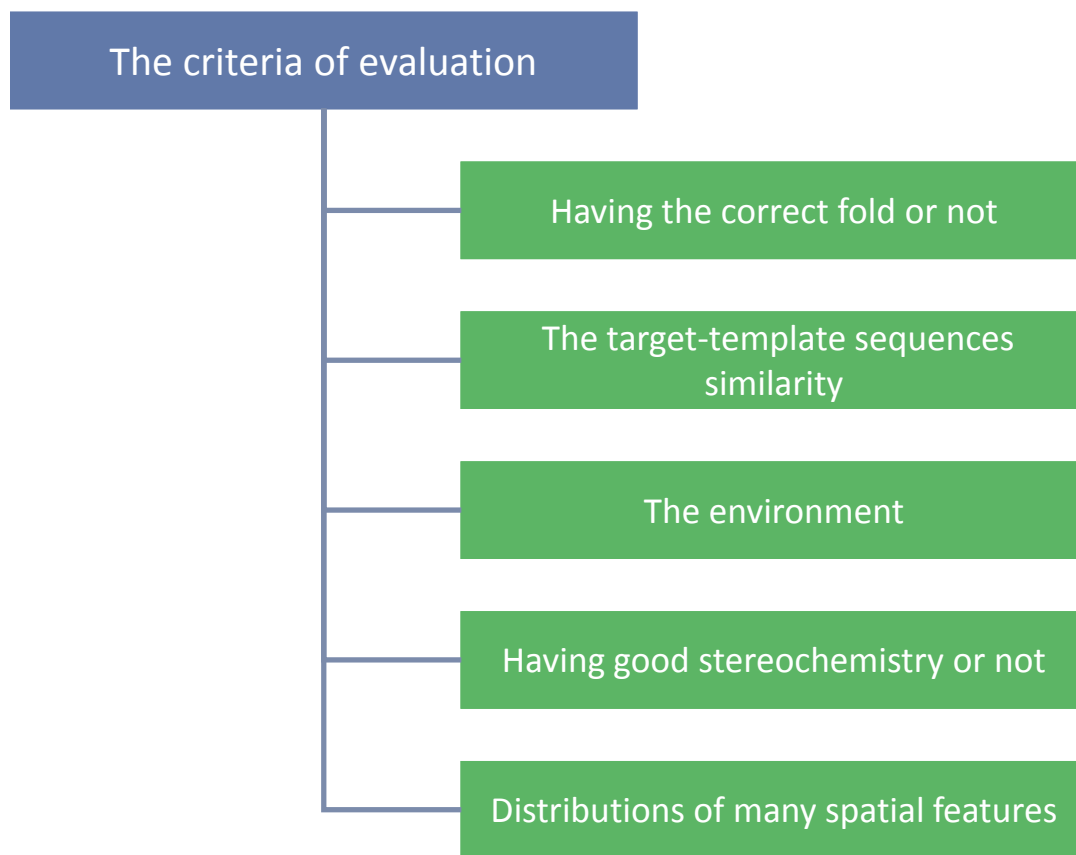 The criteria of evaluation
Having the correct fold or not
The target-template sequences
similarity
The environment
Having good stereochemistry or not
Distributions of many spatial features